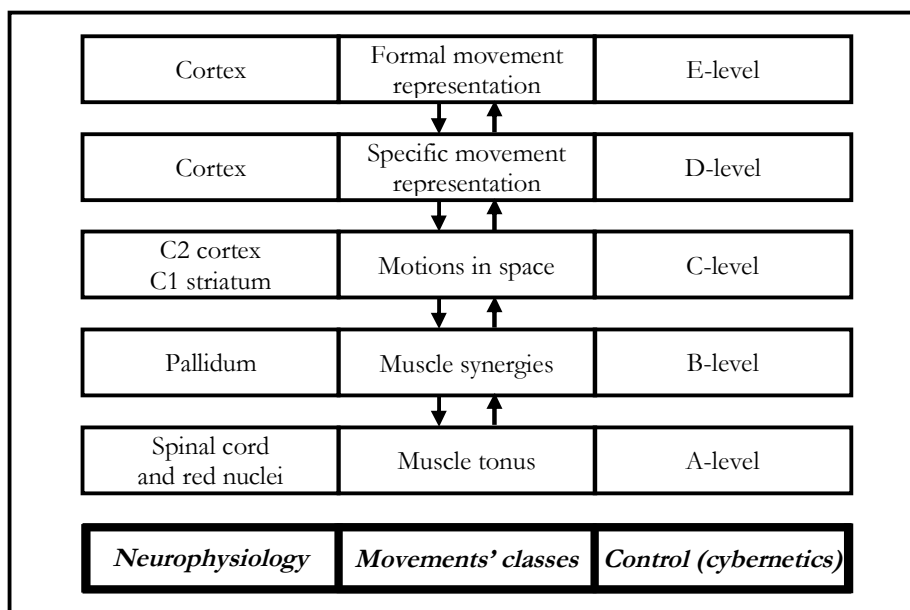 Cortex
Formal movement
representation
E-level
Cortex
Specific movement
representation
D-level
C2 cortex
C1 striatum
Motions in space
C-level
Pallidum
Muscle synergies
B-level
Spinal cord
and red nuclei
Muscle tonus
A-level
Neurophysiology
Movements’ classes
Control (cybernetics)